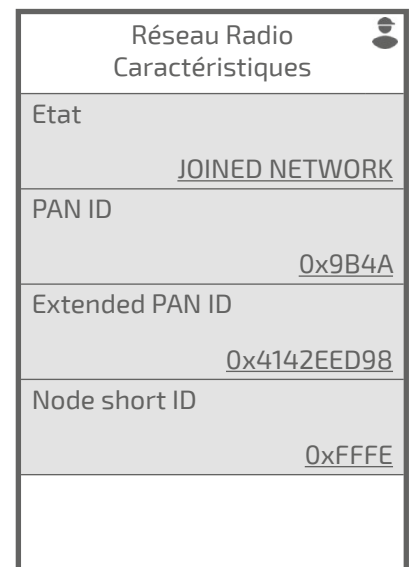 Réseau Radio
Caractéristiques
Etat
JOINED NETWORK
PAN ID
0x9B4A
Extended PAN ID
0x4142EED98
Node short ID
0xFFFE